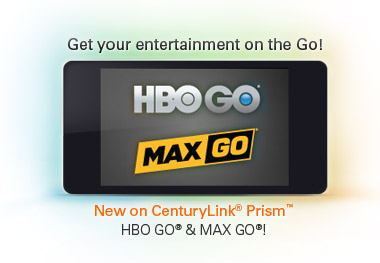 Get your entertainment on the Go!
HBO GO®
MAX GO®
New on CenturyLink® Prism™
HBO GO® & MAX GO®!